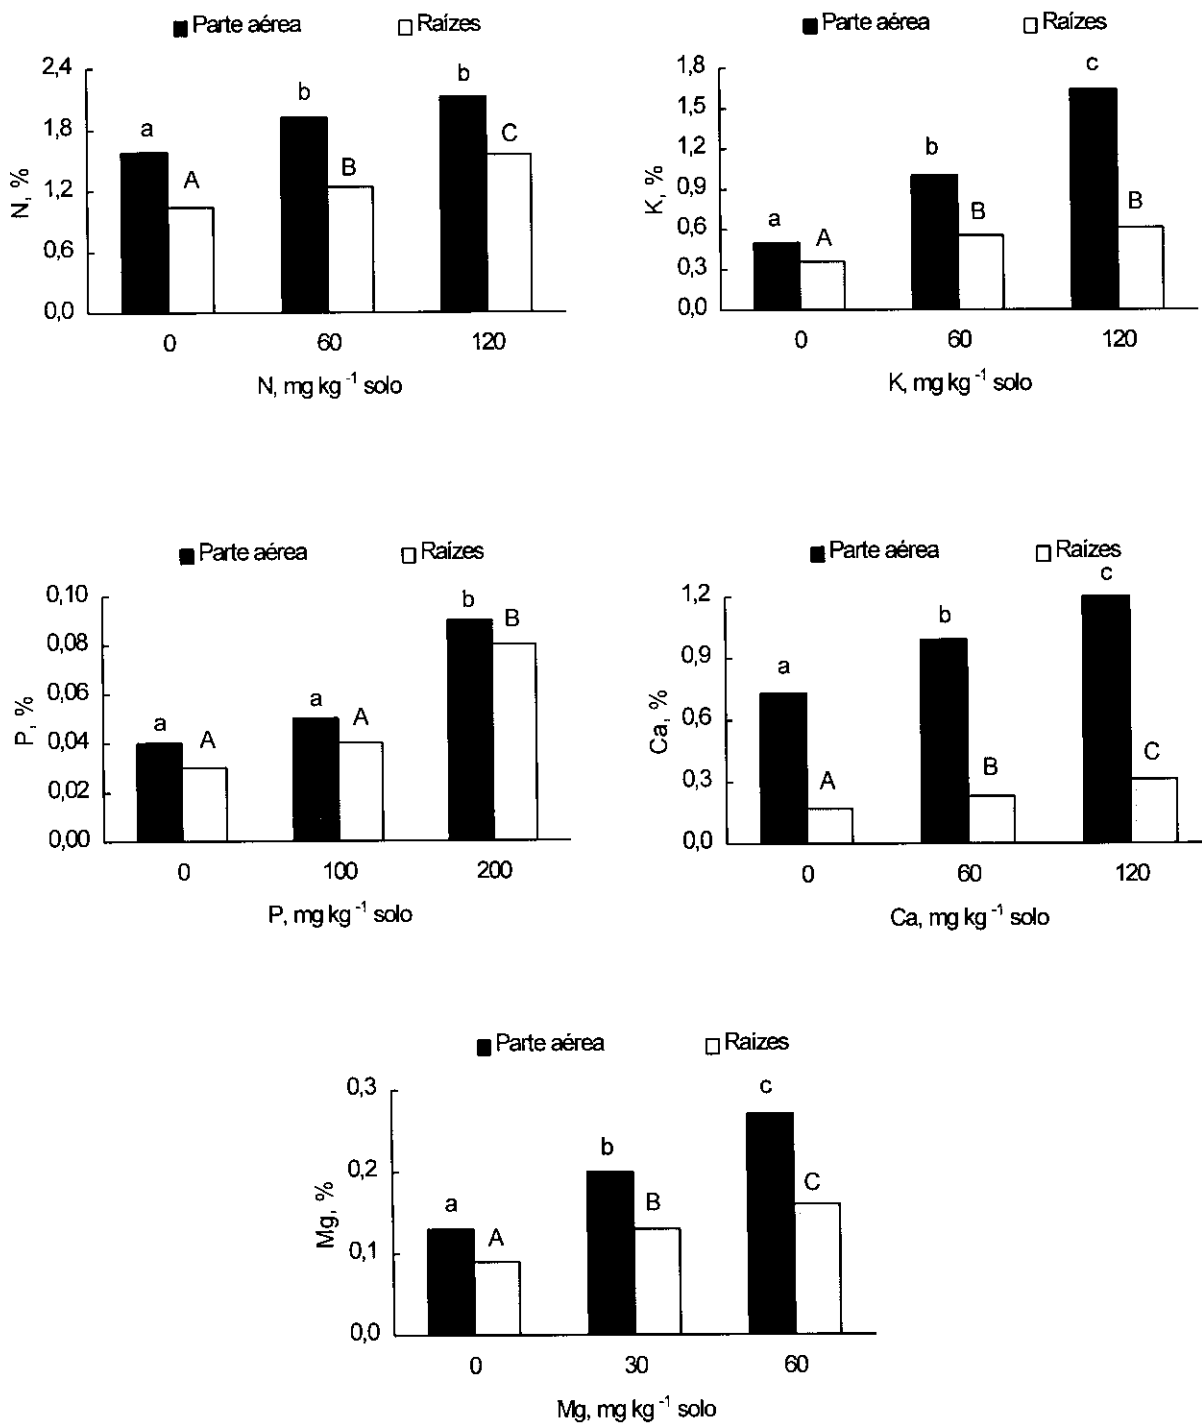 Parte aérea Raízes
2,4
1,8
1,2
0,6
0,0
N, %
a A b B b C
0 60 120
N, mg kg -1 solo
Parte aérea Raízes
1,8
1,5
1,2
0,9
0,6
0,3
0,0
K, %
a A b B c B
0 60 120
K, mg kg -1 solo
Parte aérea Raízes
0,10
0,08
0,06
0,04
0,02
0,00
P, %
a A a A b B
0 100 200
P, mg kg -1 solo
Parte aérea Raízes
1,2
0,9
0,6
0,3
0,0
Ca, %
a A b B c C
0 60 120
Ca, mg kg -1 solo
Parte aérea Raízes
0,3
0,2
0,1
0,0
Mg, %
a A b B c C
0 30 60
Mg, mg kg -1 solo